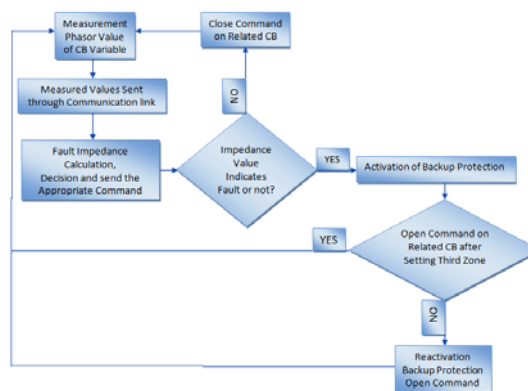 Measurement
Phasor Value
of CB Variable
Close Command
on Related CB
Measured Values Sent
through Communication link
NO
Fault Impedance
Calculation,
Decision and send the
Appropriate Command
Impedance
Value
Indicates
Fault or not?
YES
Activation of Backup Protection
YES
Open Command on
Related CB after
Setting Third Zone
NO
Reactivation
Backup Protection
Open Command